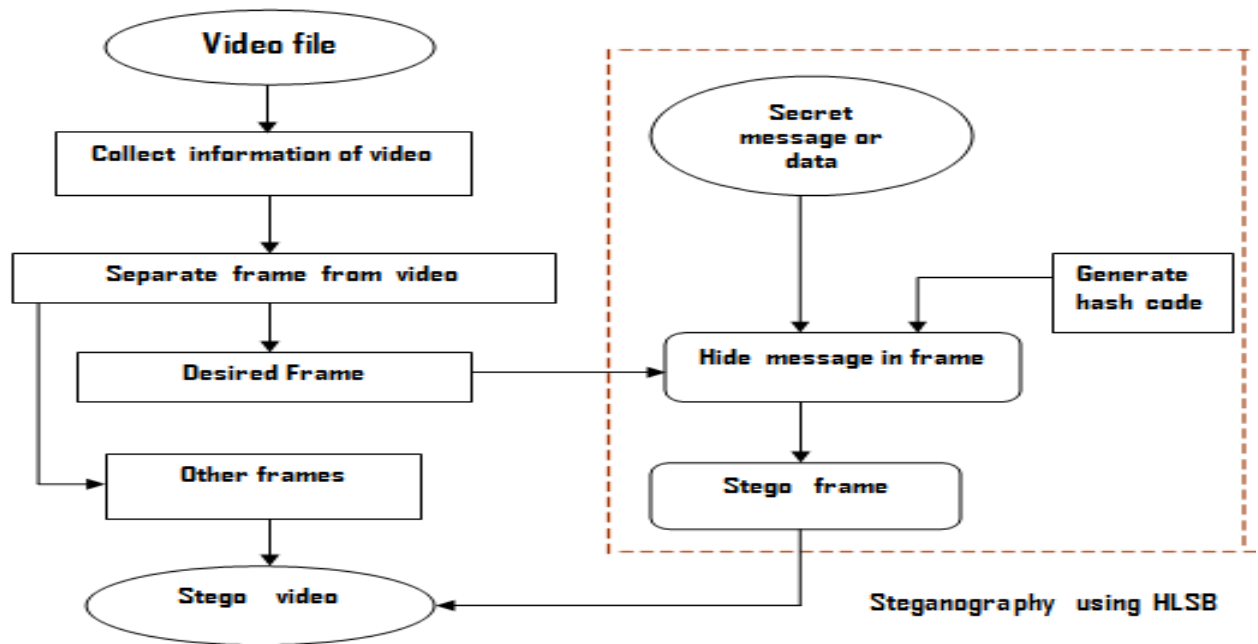 Video file
Collect information of video
Separate frame from video
Desired Frame
Other frames
Stego video
Secret
message or
data
Generate
hash code
Hide message in frame
Stego frame
Steganography using HLSB